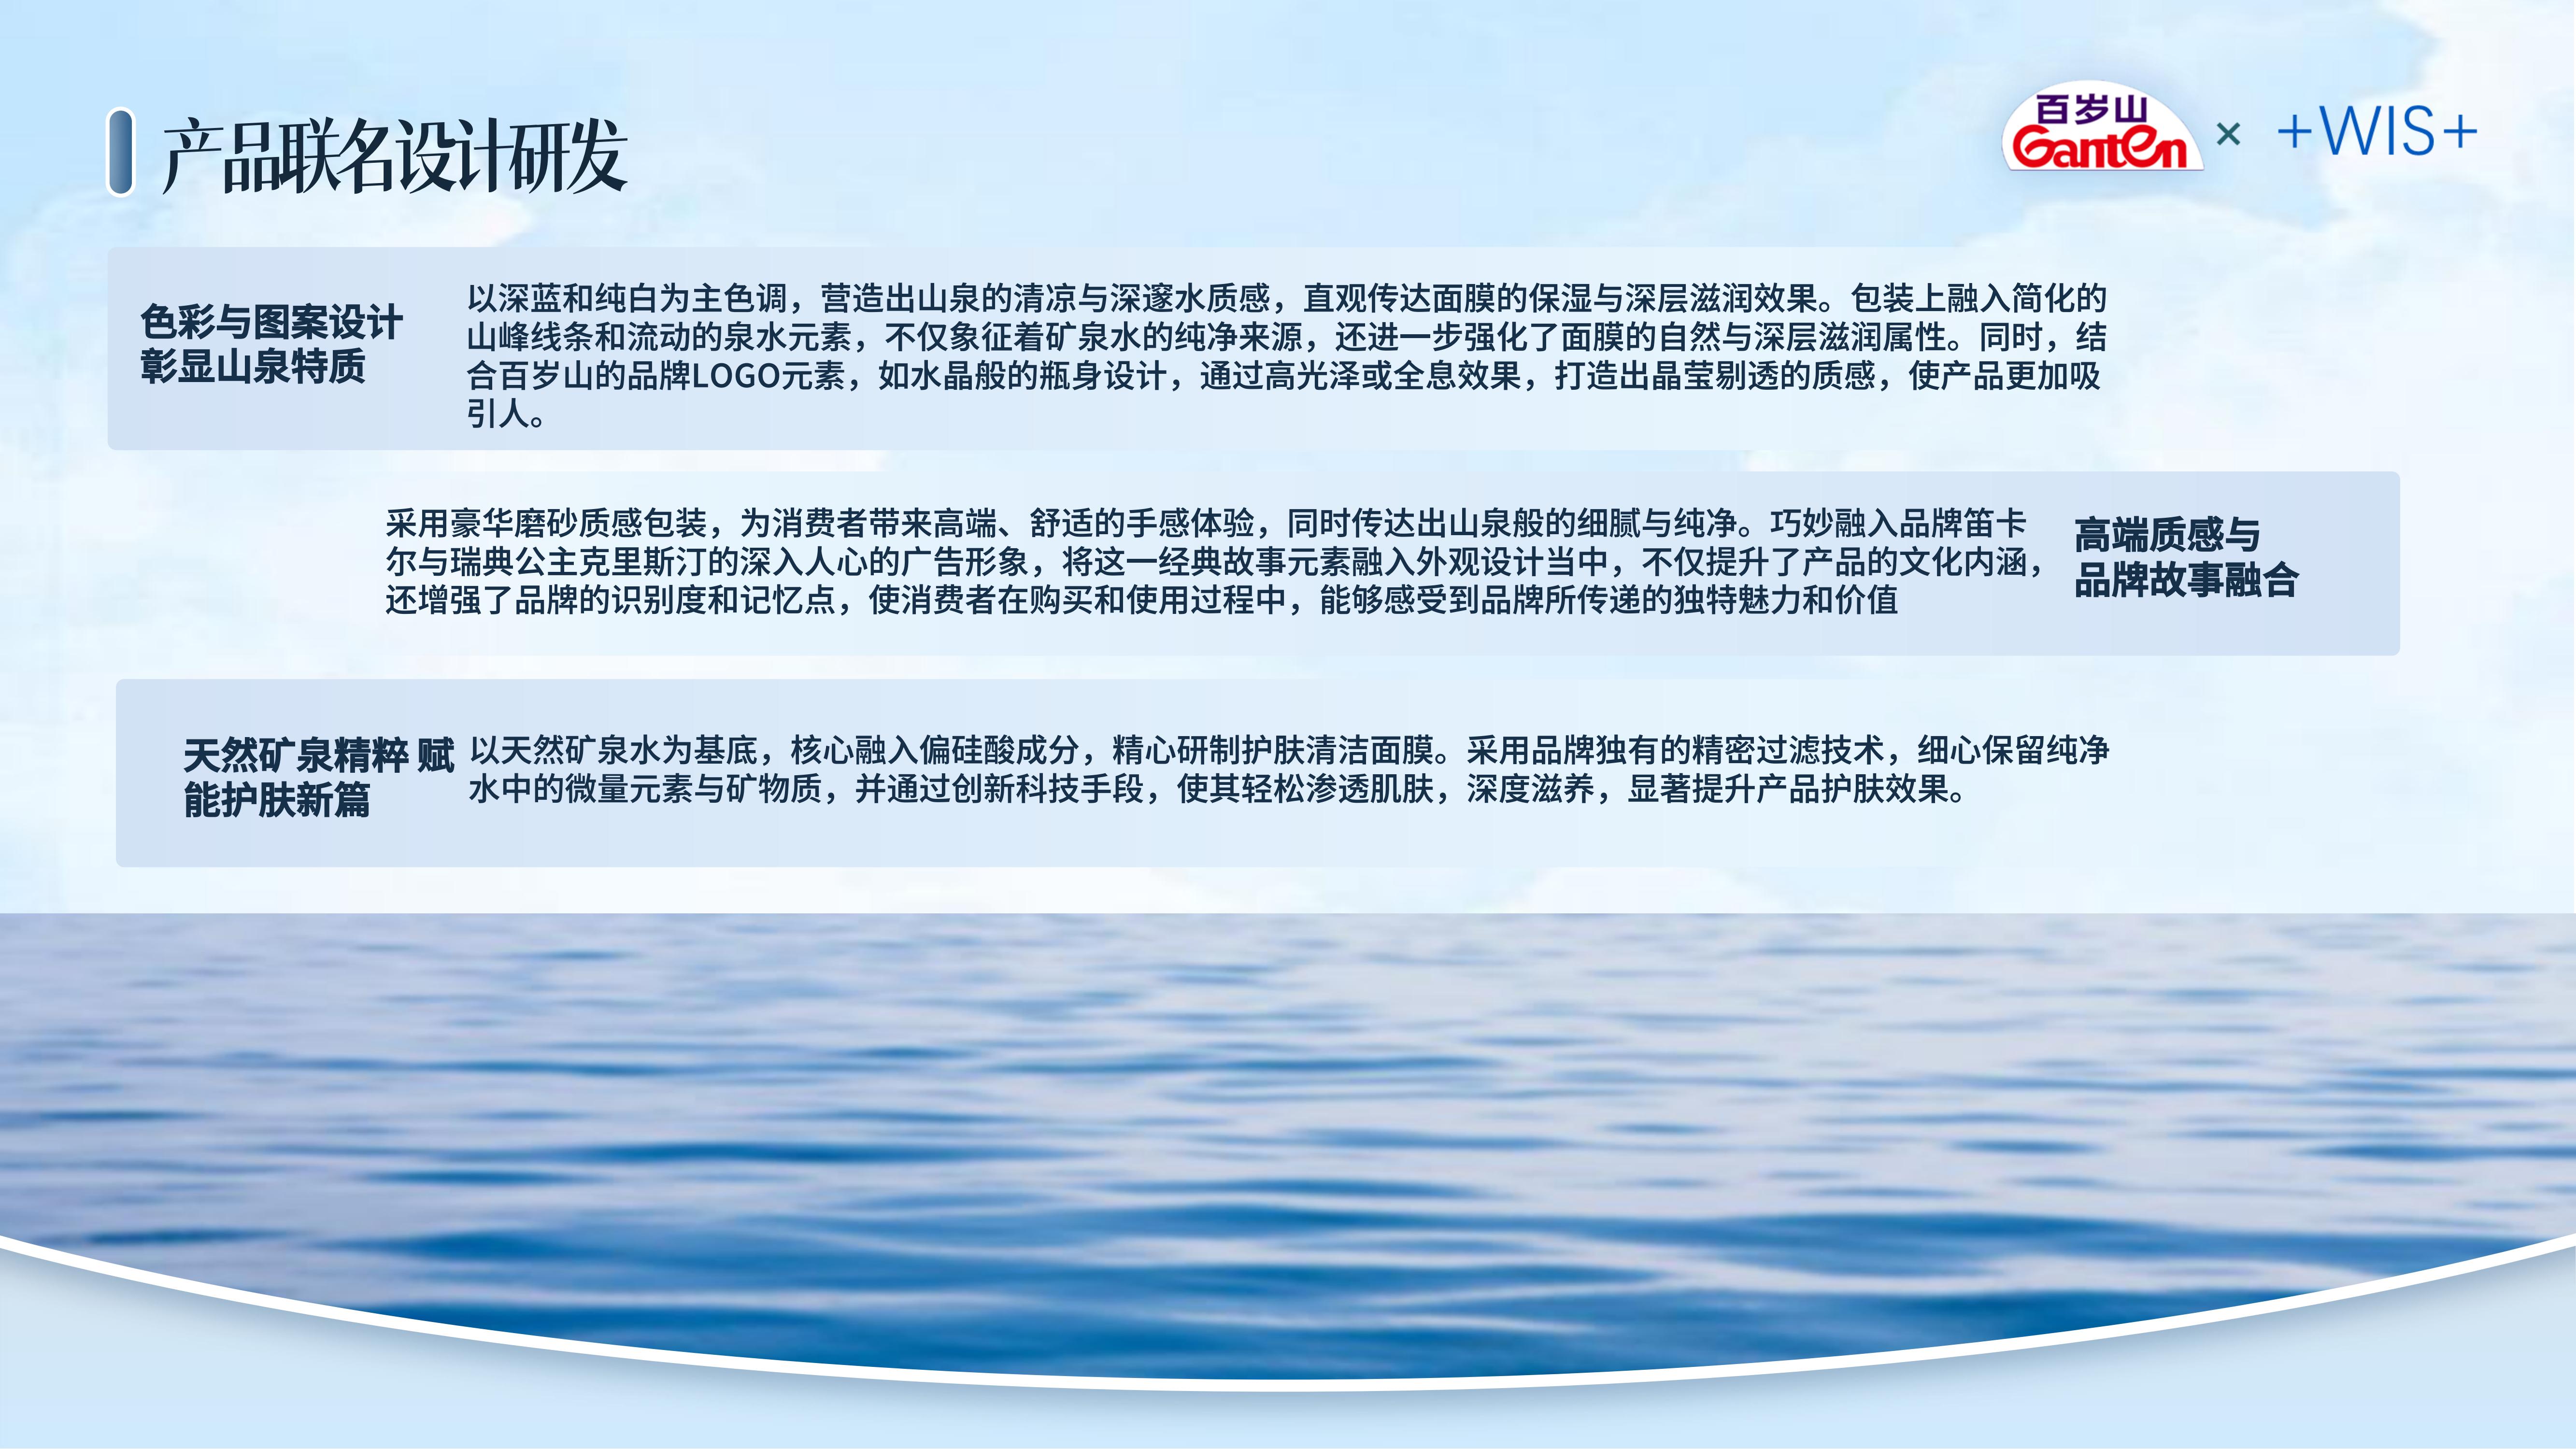 产品联名设计研发
百岁山
Ganten
×
+WIS+
色彩与图案设计
彰显山泉特质
以深蓝和纯白为主色调，营造出山泉的清凉与深邃水质感，直观传达面膜的保湿与深层滋润效果。包装上融入简化的
山峰线条和流动的泉水元素，不仅象征着矿泉水的纯净来源，还进一步强化了面膜的自然与深层滋润属性。同时，结
合百岁山的品牌LOGO元素，如水晶般的瓶身设计，通过高光泽或全息效果，打造出晶莹剔透的质感，使产品更加吸
引人。
采用豪华磨砂质感包装，为消费者带来高端、舒适的手感体验，同时传达出山泉般的细腻与纯净。巧妙融入品牌笛卡
尔与瑞典公主克里斯汀的深入人心的广告形象，将这一经典故事元素融入外观设计当中，不仅提升了产品的文化内涵，
还增强了品牌的识别度和记忆点，使消费者在购买和使用过程中，能够感受到品牌所传递的独特魅力和价值
高端质感与
品牌故事融合
天然矿泉精粹 赋
能护肤新篇
以天然矿泉水为基底，核心融入偏硅酸成分，精心研制护肤清洁面膜。采用品牌独有的精密过滤技术，细心保留纯净
水中的微量元素与矿物质，并通过创新科技手段，使其轻松渗透肌肤，深度滋养，显著提升产品护肤效果。